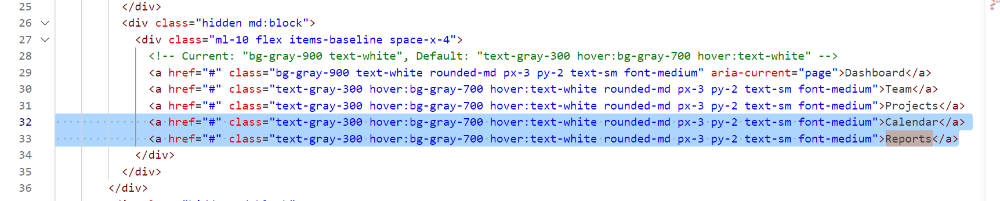 25 </div>
26 <div class="hidden md:block">
27 <div class="ml-10 flex items-baseline space-x-4">
28 <!-- Current: "bg-gray-900 text-white", Default: "text-gray-300 hover:bg-gray-700 hover:text-white" -->
29 <a href="#" class="bg-gray-900 text-white rounded-md px-3 py-2 text-sm font-medium" aria-current="page">Dashboard</a>
30 <a href="#" class="text-gray-300 hover:bg-gray-700 hover:text-white rounded-md px-3 py-2 text-sm font-medium">Team</a>
31 <a href="#" class="text-gray-300 hover:bg-gray-700 hover:text-white rounded-md px-3 py-2 text-sm font-medium">Projects</a>
32 <a href="#" class="text-gray-300 hover:bg-gray-700 hover:text-white rounded-md px-3 py-2 text-sm font-medium">Calendar</a>
33 <a href="#" class="text-gray-300 hover:bg-gray-700 hover:text-white rounded-md px-3 py-2 text-sm font-medium">Reports</a>
34 </div>
35 </div>
36 </div>